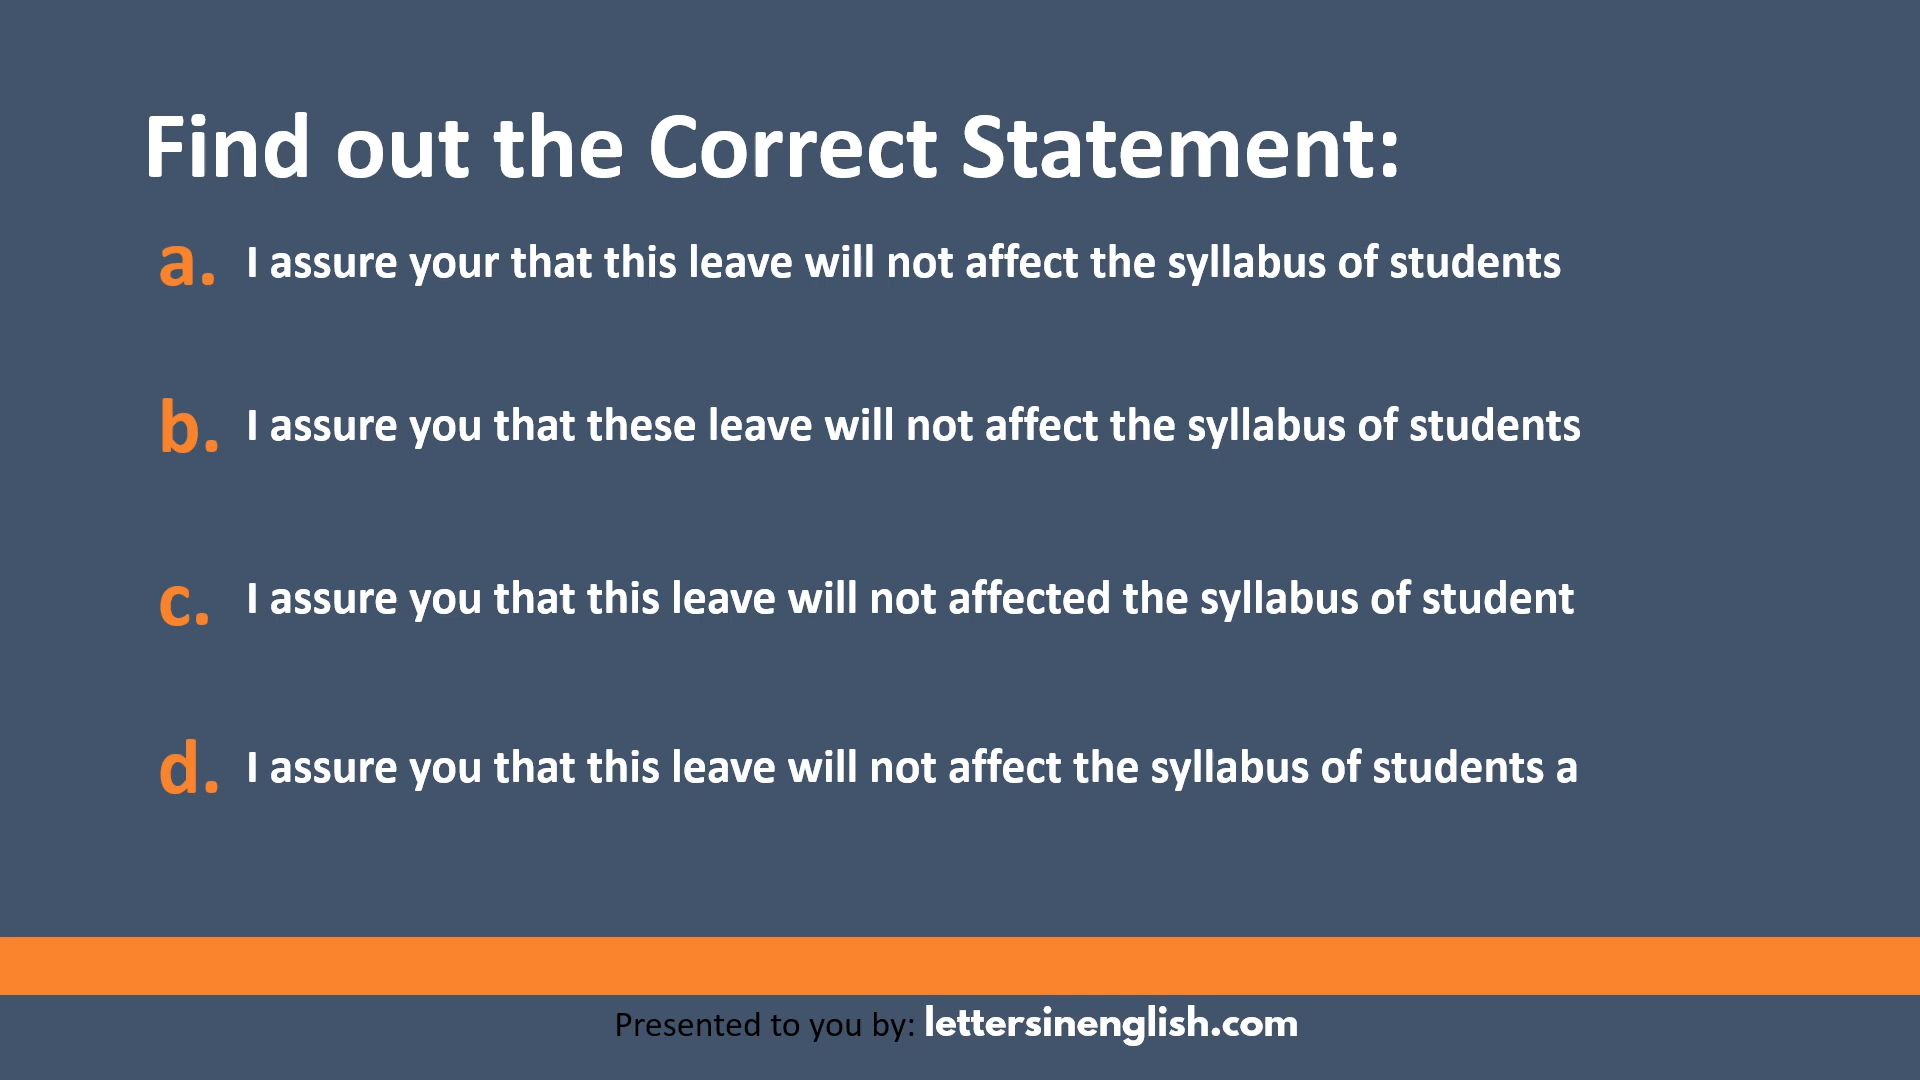 Find out the Correct Statement:
a. I assure your that this leave will not affect the syllabus of students
b. I assure you that these leave will not affect the syllabus of students
c. I assure you that this leave will not affected the syllabus of student
d. I assure you that this leave will not affect the syllabus of students a
Presented to you by: lettersinenglish.com